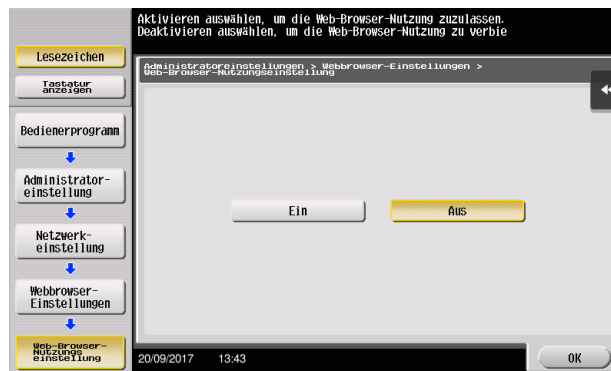 Aktivieren auswählen, um die Web-Browser-Nutzung zuzulassen.
Deaktivieren auswählen, um die Web-Browser-Nutzung zu verbie
Lesezeichen
Tastatur
anzeigen
Administratoreinstellungen > Webbrowser-Einstellungen >
Web-Browser-Nutzungseinstellung
Bedienerprogramm
Administrator-
einstellung
Netzwerk-
einstellung
Webbrowser-
Einstellungen
Web-Browser-
Nutzungs
einstellung
Ein
Aus
20/09/2017 13:43
OK